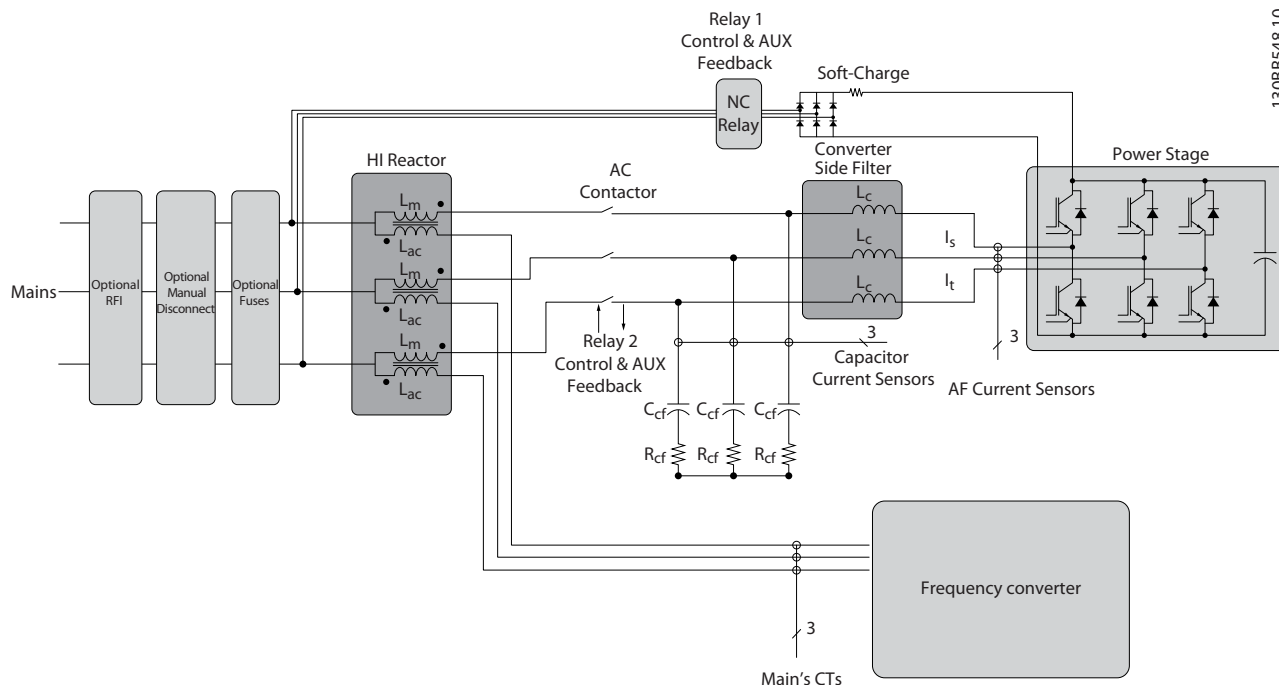 Relay 1
Control & AUX
Feedback
130BB548.10
Soft-Charge
NC
Relay
HI Reactor
AC
Contactor
Converter
Side Filter
Power Stage
Lm
Lac
Lm
Lac
Lm
Lac
Lc
Lc
Lc
Is
It
Mains
Optional
RFI
Optional
Manual
Disconnect
Optional
Fuses
Relay 2
Control & AUX
Feedback
3
Capacitor
Current Sensors
3
AF Current Sensors
Ccf
Ccf
Ccf
Rcf
Rcf
Rcf
Frequency converter
3
Main's CTs